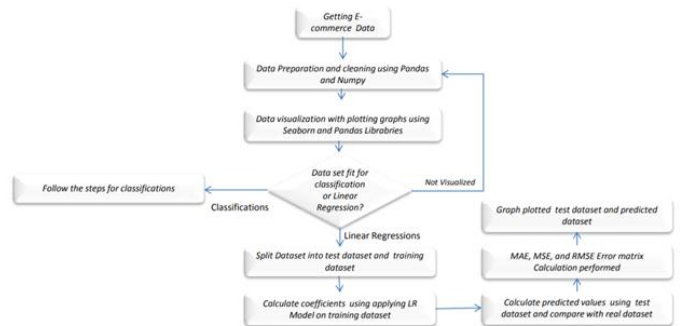 Getting E-
commerce Data
Data Preparation and cleaning using Pandas
and Numpy
Data visualization with plotting graphs using
Seaborn and Pandas Librabries
Data set fit for
classification
or Linear
Regression?
Not Visualized
Follow the steps for classifications
Classifications
Linear Regressions
Split Dataset into test dataset and training
dataset
Calculate coefficients using applying LR
Model on training dataset
Calculate predicted values using test
dataset and compare with real dataset
MAE, MSE, and RMSE Error matrix
Calculation performed
Graph plotted test dataset and predicted
dataset